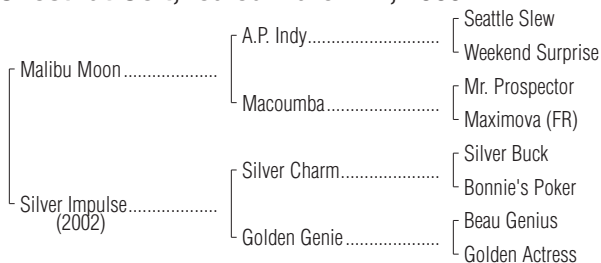 Seattle Slew
A.P. Indy
Weekend Surprise
Malibu Moon
Mr. Prospector
Macoumba
Maximova (FR)
Silver Buck
Silver Charm
Bonnie's Poker
Silver Impulse
(2002)
Beau Genius
Golden Genie
Golden Actress